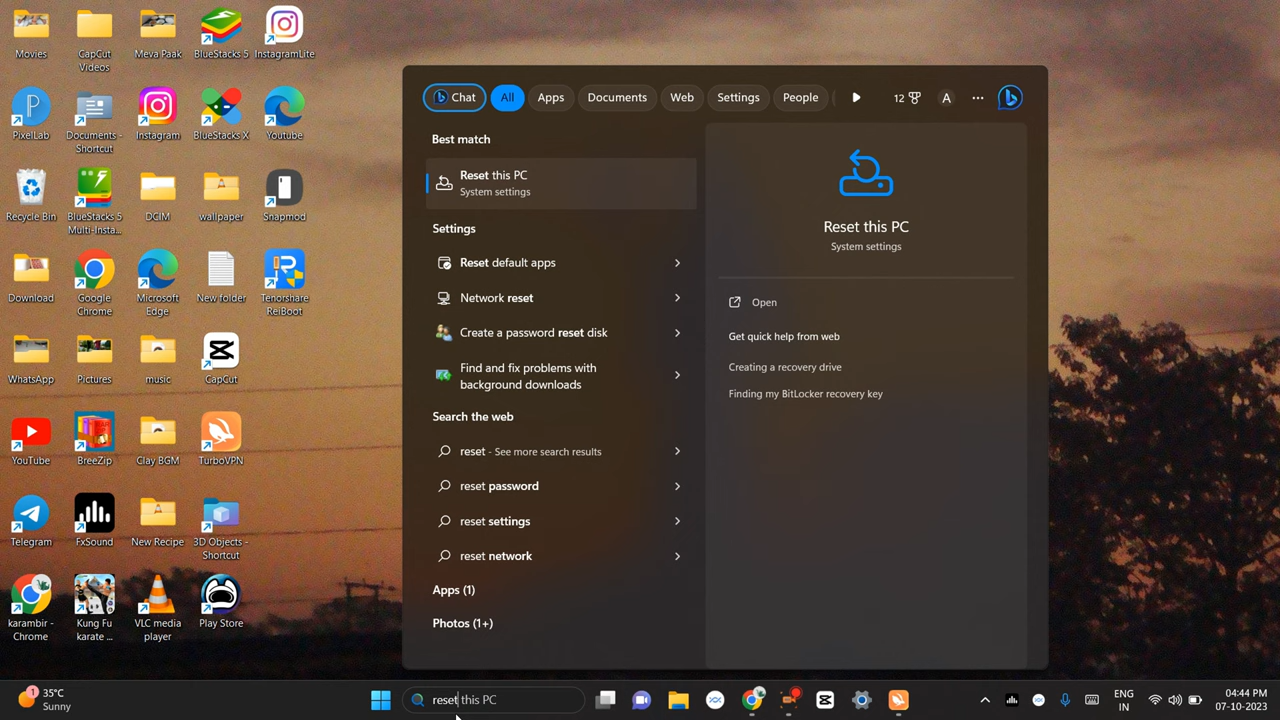 Movies
CapCut
Videos
Meva Paak
BlueStacks 5
InstagramLite
PixelLab
Documents -
Shortcut
Instagram
BlueStacks X
Youtube
Recycle Bin
BlueStacks 5
Multi-Insta...
DCIM
wallpaper
Snapmod
Download
Google
Chrome
Microsoft
Edge
New folder
Tenorshare
ReiBoot
WhatsApp
Pictures
music
CapCut
YouTube
BreeZip
Clay BGM
TurboVPN
Telegram
FxSound
New Recipe
3D Objects -
Shortcut
karambir -
Chrome
Kung Fu
karate ...
VLC media
player
Play Store
Chat
All
Apps
Documents
Web
Settings
People
12
A
...
Best match
Reset this PC
System settings
Settings
Reset default apps
Network reset
Create a password reset disk
Find and fix problems with
background downloads
Search the web
reset - See more search results
reset password
reset settings
reset network
Apps (1)
Photos (1+)
Reset this PC
System settings
Open
Get quick help from web
Creating a recovery drive
Finding my BitLocker recovery key
1
35°C
Sunny
reset this PC
ENG
IN
04:44 PM
07-10-2023